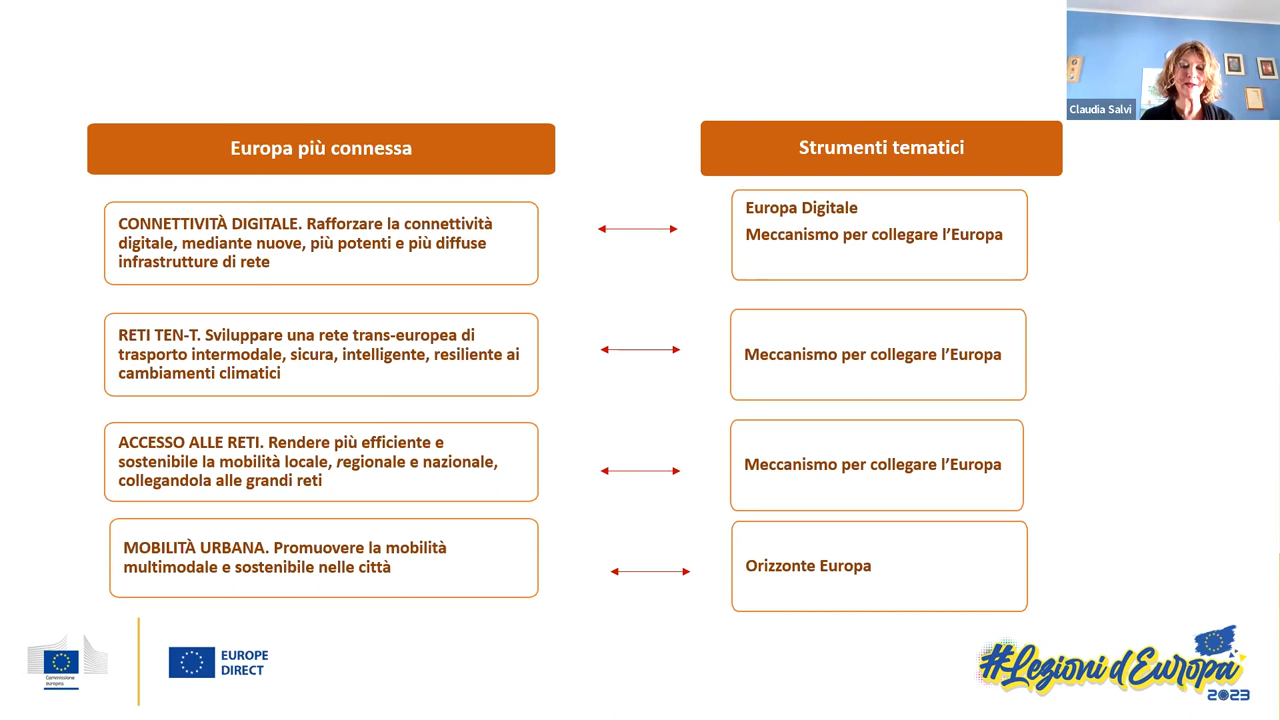 Claudia Salvi
Europa più connessa
Strumenti tematici
CONNETTIVITÀ DIGITALE. Rafforzare la connettività
digitale, mediante nuove, più potenti e più diffuse
infrastrutture di rete
Europa Digitale
Meccanismo per collegare l’Europa
RETI TEN-T. Sviluppare una rete trans-europea di
trasporto intermodale, sicura, intelligente, resiliente ai
cambiamenti climatici
Meccanismo per collegare l’Europa
ACCESSO ALLE RETI. Rendere più efficiente e
sostenibile la mobilità locale, regionale e nazionale,
collegandola alle grandi reti
Meccanismo per collegare l’Europa
MOBILITÀ URBANA. Promuovere la mobilità
multimodale e sostenibile nelle città
Orizzonte Europa
Commissione
europea
EUROPE
DIRECT
#Lezioni d'Europa
2023